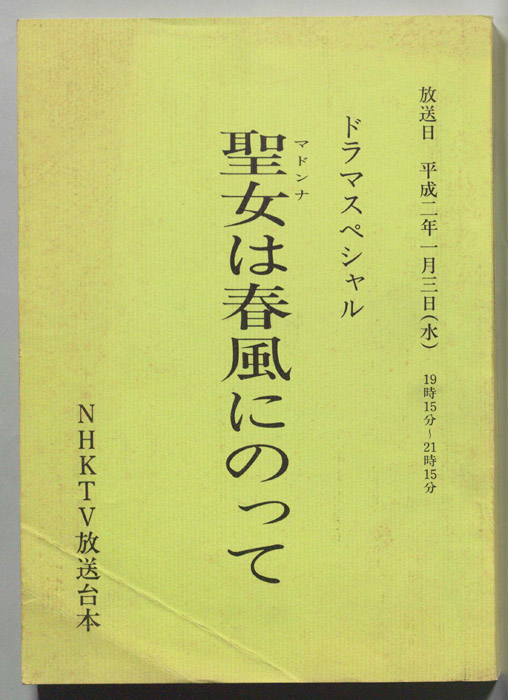 放送日 平成二年一月三日(水) 19時15分~21時15分
ドラマスペシャル
マドンナ
聖女は春風にのって
NHKTV放送台本